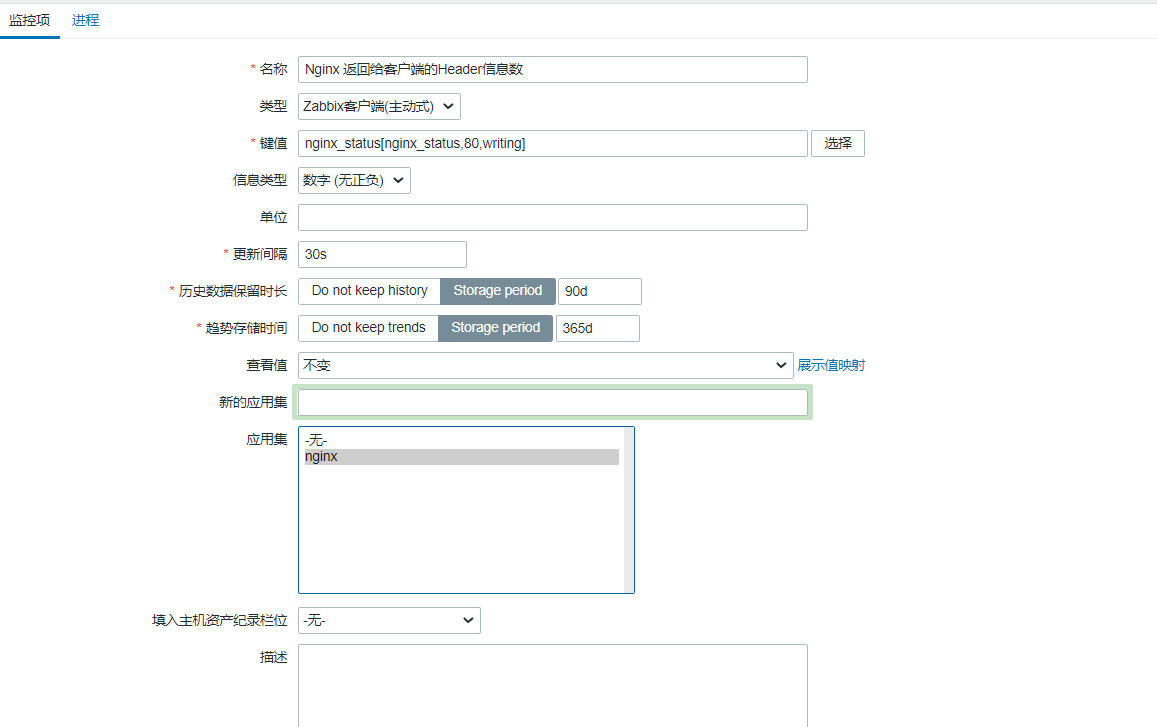 监控项 进程
* 名称 Nginx 返回给客户端的Header信息数
类型 Zabbix客户端(主动式)
* 键值 nginx_status[nginx_status,80,writing] 选择
信息类型 数字 (无正负)
单位
* 更新间隔 30s
* 历史数据保留时长 Do not keep history Storage period 90d
* 趋势存储时间 Do not keep trends Storage period 365d
查看值 不变 展示值映射
新的应用集
应用集 -无-
nginx
填入主机资产纪录栏位 -无-
描述